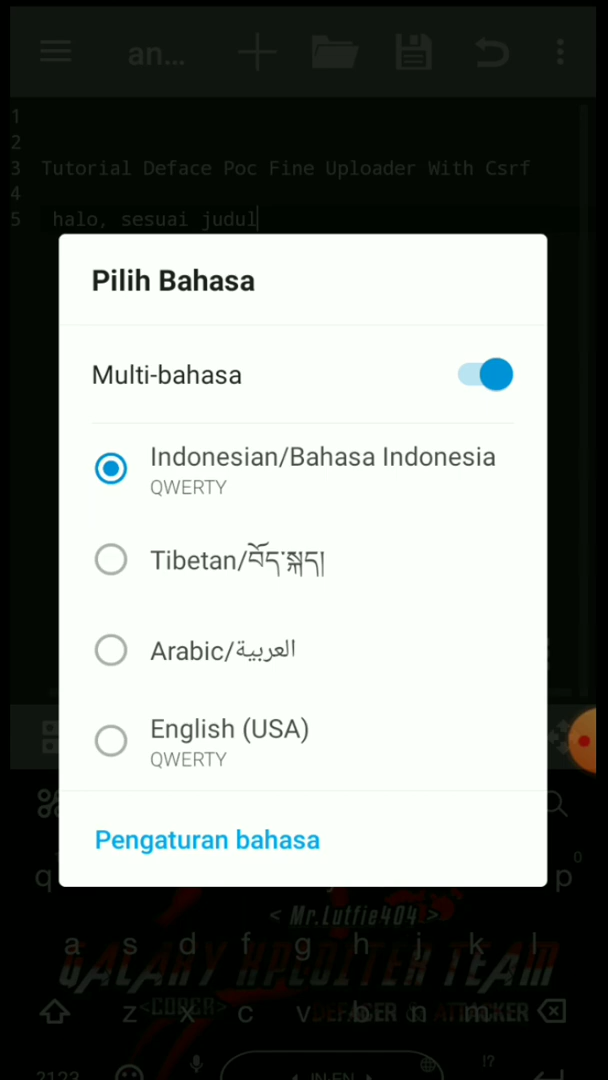 an...
1
2
3 Tutorial Deface Poc Fine Uploader With Csrf
4
5 halo, sesuai judul
Pilih Bahasa
Multi-bahasa
Indonesian/Bahasa Indonesia
QWERTY
Tibetan/བོད་སྐད།
Arabic/العربية
English (USA)
QWERTY
Pengaturan bahasa
q p 0
< Mr.Lutfie404 >
a s d f g h j k l
GALAXY XPLOITER TEAM
z x c v b n m
DEFACER & ATTACKER
!?
IN EN